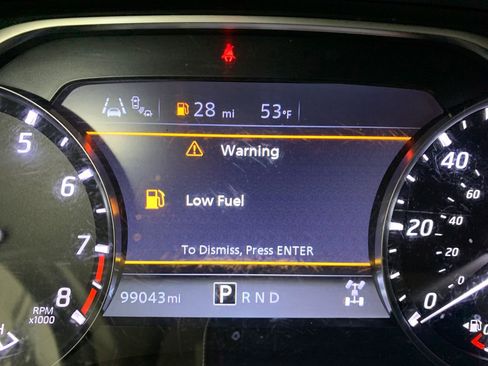 28 mi 53°F
Warning
Low Fuel
To Dismiss, Press ENTER
99043mi P R N D
5
6
7
8
RPM
x1000
H
40
20
0
40
20
0